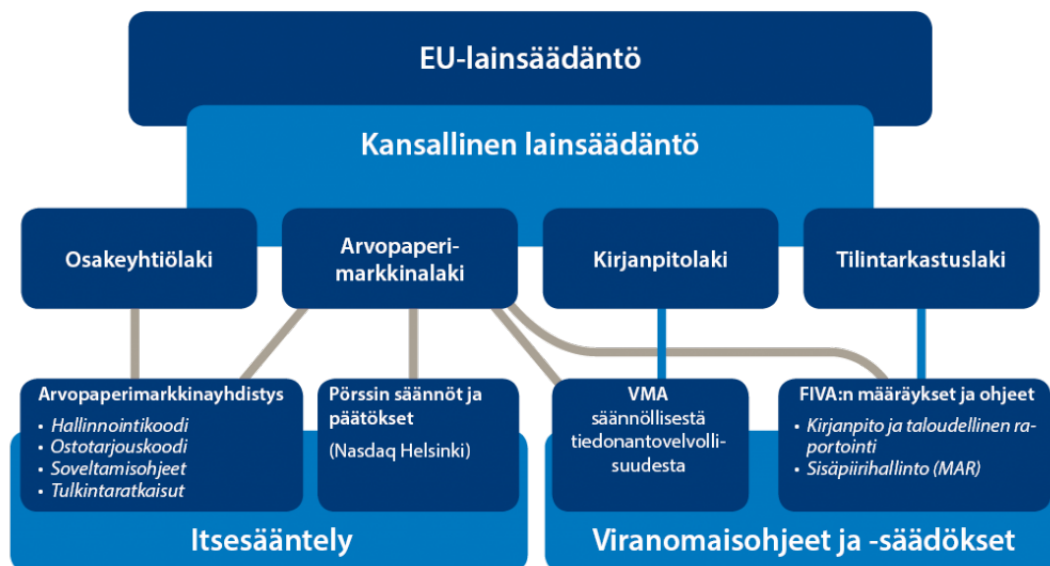 EU-lainsäädäntö
Kansallinen lainsäädäntö
Osakeyhtiölaki
Arvopaperi-
markkinalaki
Kirjanpitolaki
Tilintarkastuslaki
Arvopaperimarkkinayhdistys
• Hallinnointikoodi
• Ostotarjouskoodi
• Soveltamisohjeet
• Tulkintaratkaisut
Pörssin säännöt ja
päätökset
(Nasdaq Helsinki)
VMA
säännöllisestä
tiedonantovelvolli-
suudesta
FIVA:n määräykset ja ohjeet
• Kirjanpito ja taloudellinen ra-
portointi
• Sisäpiirihallinto (MAR)
Itsesääntely
Viranomaisohjeet ja -säädökset